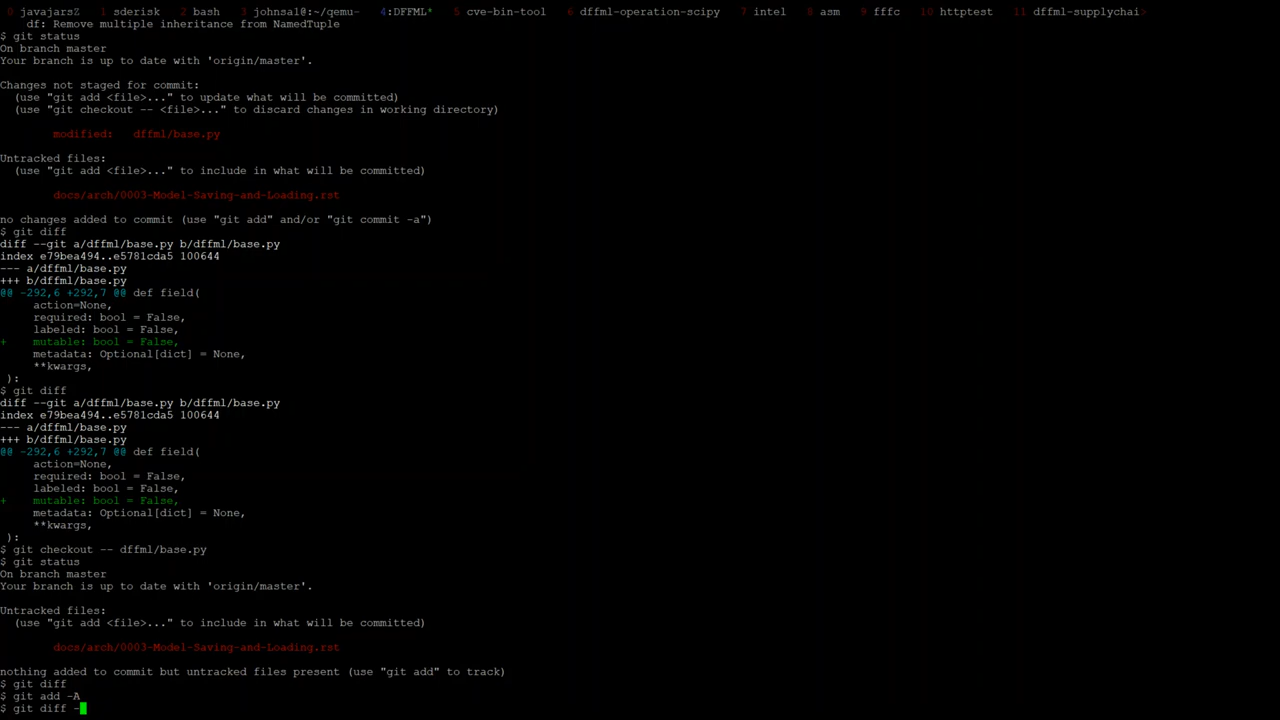 0 javajarsZ 1 sderisk 2 bash 3 johnsa1@:~/qemu- 4:DFFML* 5 cve-bin-tool 6 dffml-operation-scipy 7 intel 8 asm 9 fffc 10 httptest 11 dffml-supplychai>
df: Remove multiple inheritance from NamedTuple
$ git status
On branch master
Your branch is up to date with 'origin/master'.
Changes not staged for commit:
(use "git add <file>..." to update what will be committed)
(use "git checkout -- <file>..." to discard changes in working directory)
modified: dffml/base.py
Untracked files:
(use "git add <file>..." to include in what will be committed)
docs/arch/0003-Model-Saving-and-Loading.rst
no changes added to commit (use "git add" and/or "git commit -a")
$ git diff
diff --git a/dffml/base.py b/dffml/base.py
index e79bea494..e5781cda5 100644
--- a/dffml/base.py
+++ b/dffml/base.py
@@ -292,6 +292,7 @@ def field(
action=None,
required: bool = False,
labeled: bool = False,
+ mutable: bool = False,
metadata: Optional[dict] = None,
**kwargs,
):
$ git diff
diff --git a/dffml/base.py b/dffml/base.py
index e79bea494..e5781cda5 100644
--- a/dffml/base.py
+++ b/dffml/base.py
@@ -292,6 +292,7 @@ def field(
action=None,
required: bool = False,
labeled: bool = False,
+ mutable: bool = False,
metadata: Optional[dict] = None,
**kwargs,
):
$ git checkout -- dffml/base.py
$ git status
On branch master
Your branch is up to date with 'origin/master'.
Untracked files:
(use "git add <file>..." to include in what will be committed)
docs/arch/0003-Model-Saving-and-Loading.rst
nothing added to commit but untracked files present (use "git add" to track)
$ git diff
$ git add -A
$ git diff -